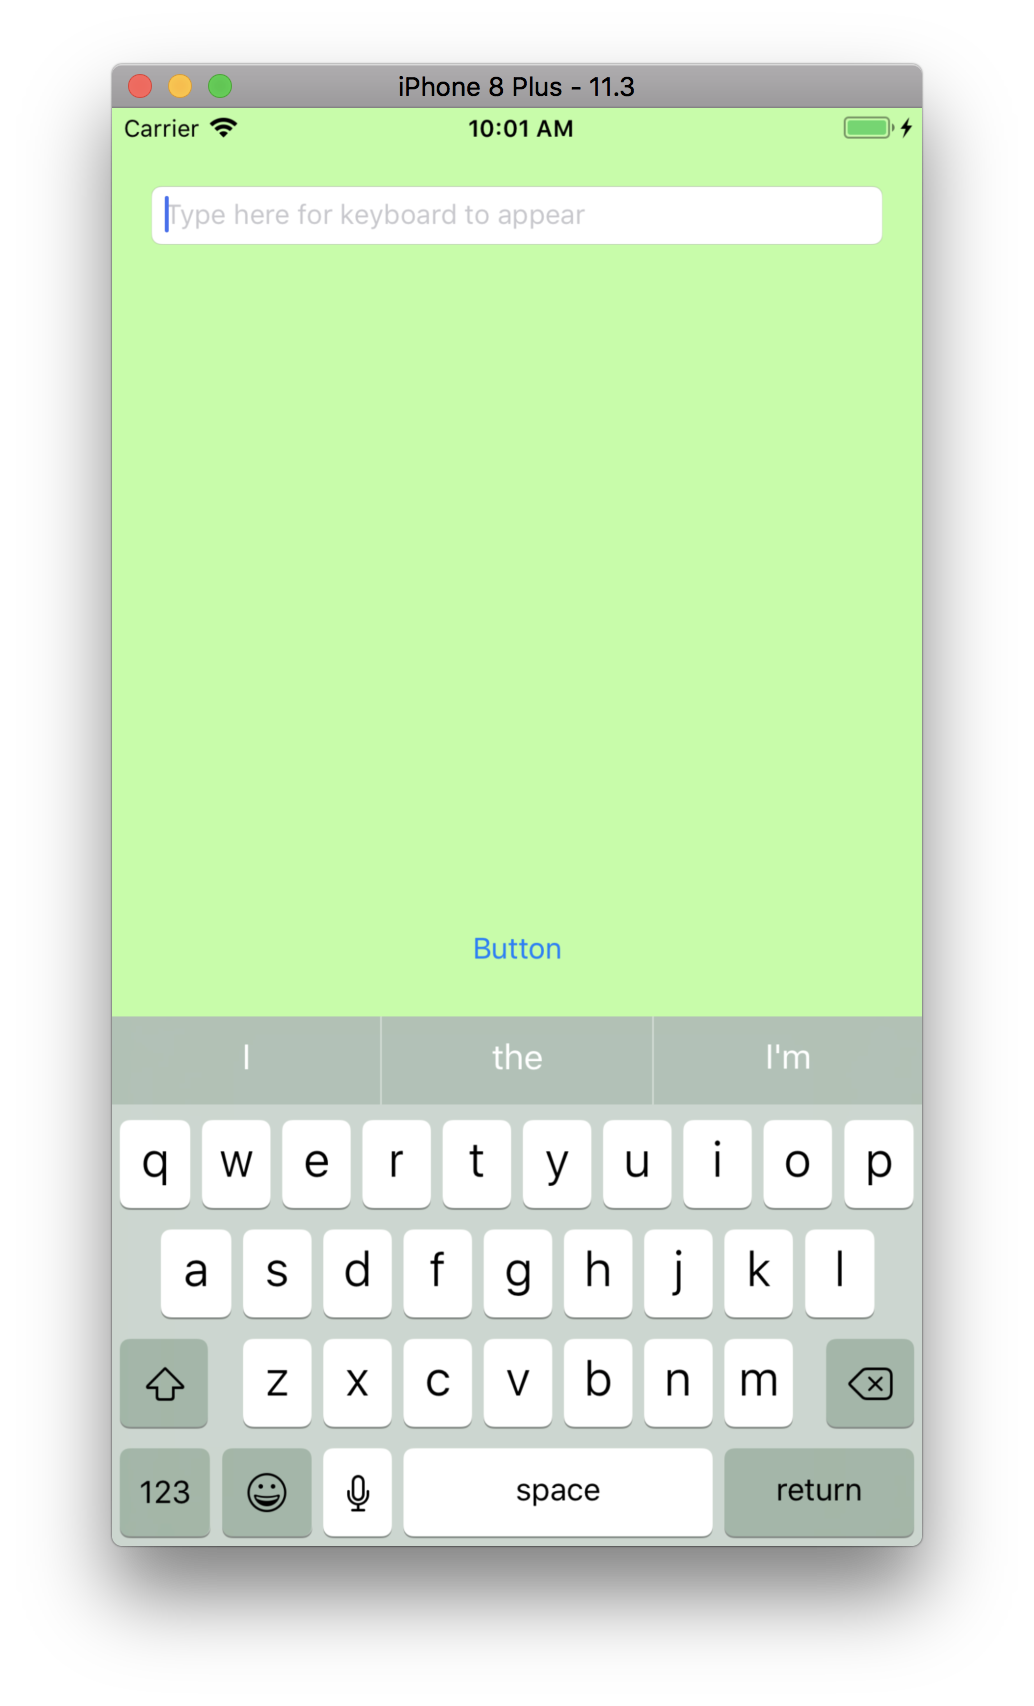 iPhone 8 Plus - 11.3
Carrier 10:01 AM
Type here for keyboard to appear
Button
I the I'm
q w e r t y u i o p
a s d f g h j k l
z x c v b n m
123 space return